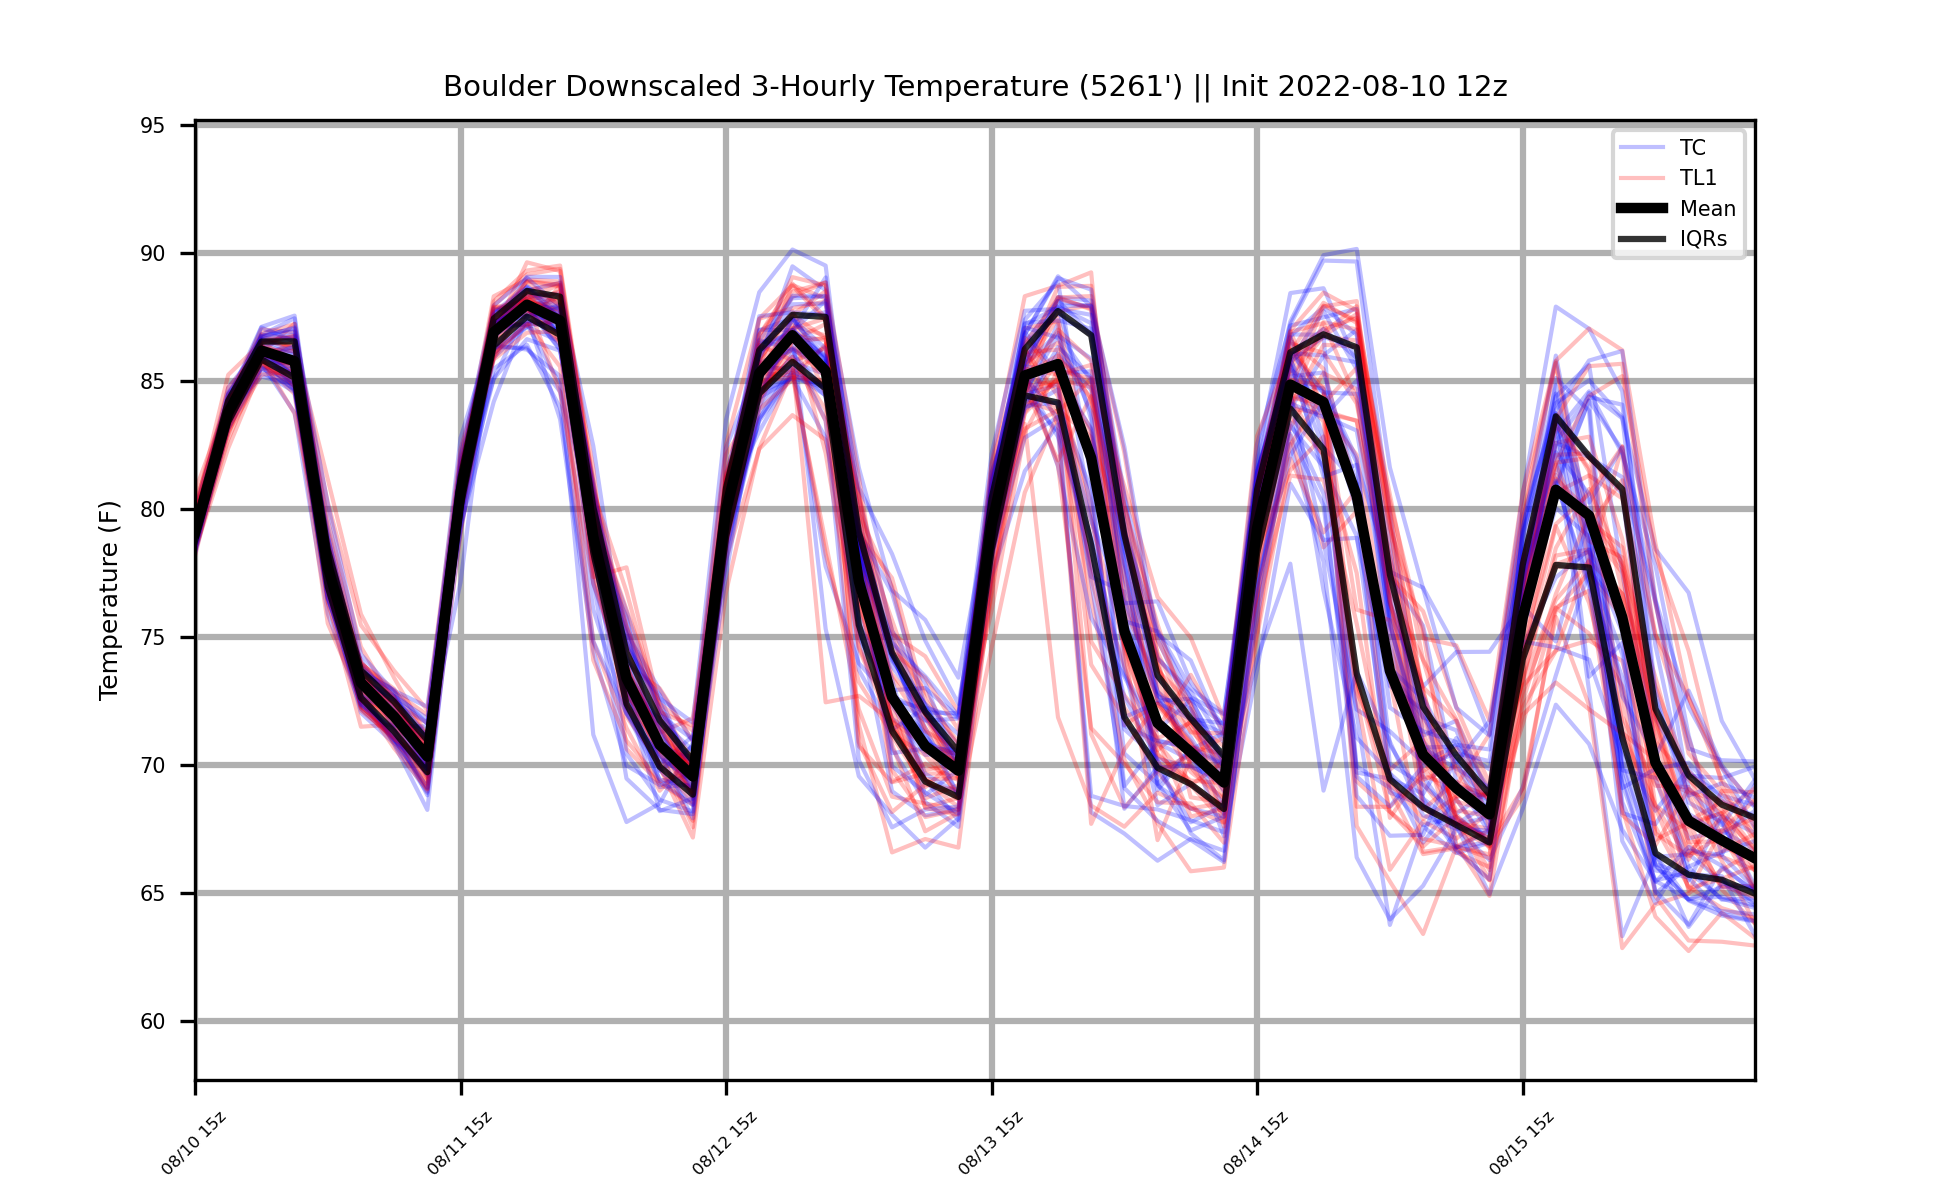 Boulder Downscaled 3-Hourly Temperature (5261') || Init 2022-08-10 12z
95
90
85
80
75
70
65
60
Temperature (F)
TC
TL1
Mean
IQRs
08/10 15z
08/11 15z
08/12 15z
08/13 15z
08/14 15z
08/15 15z